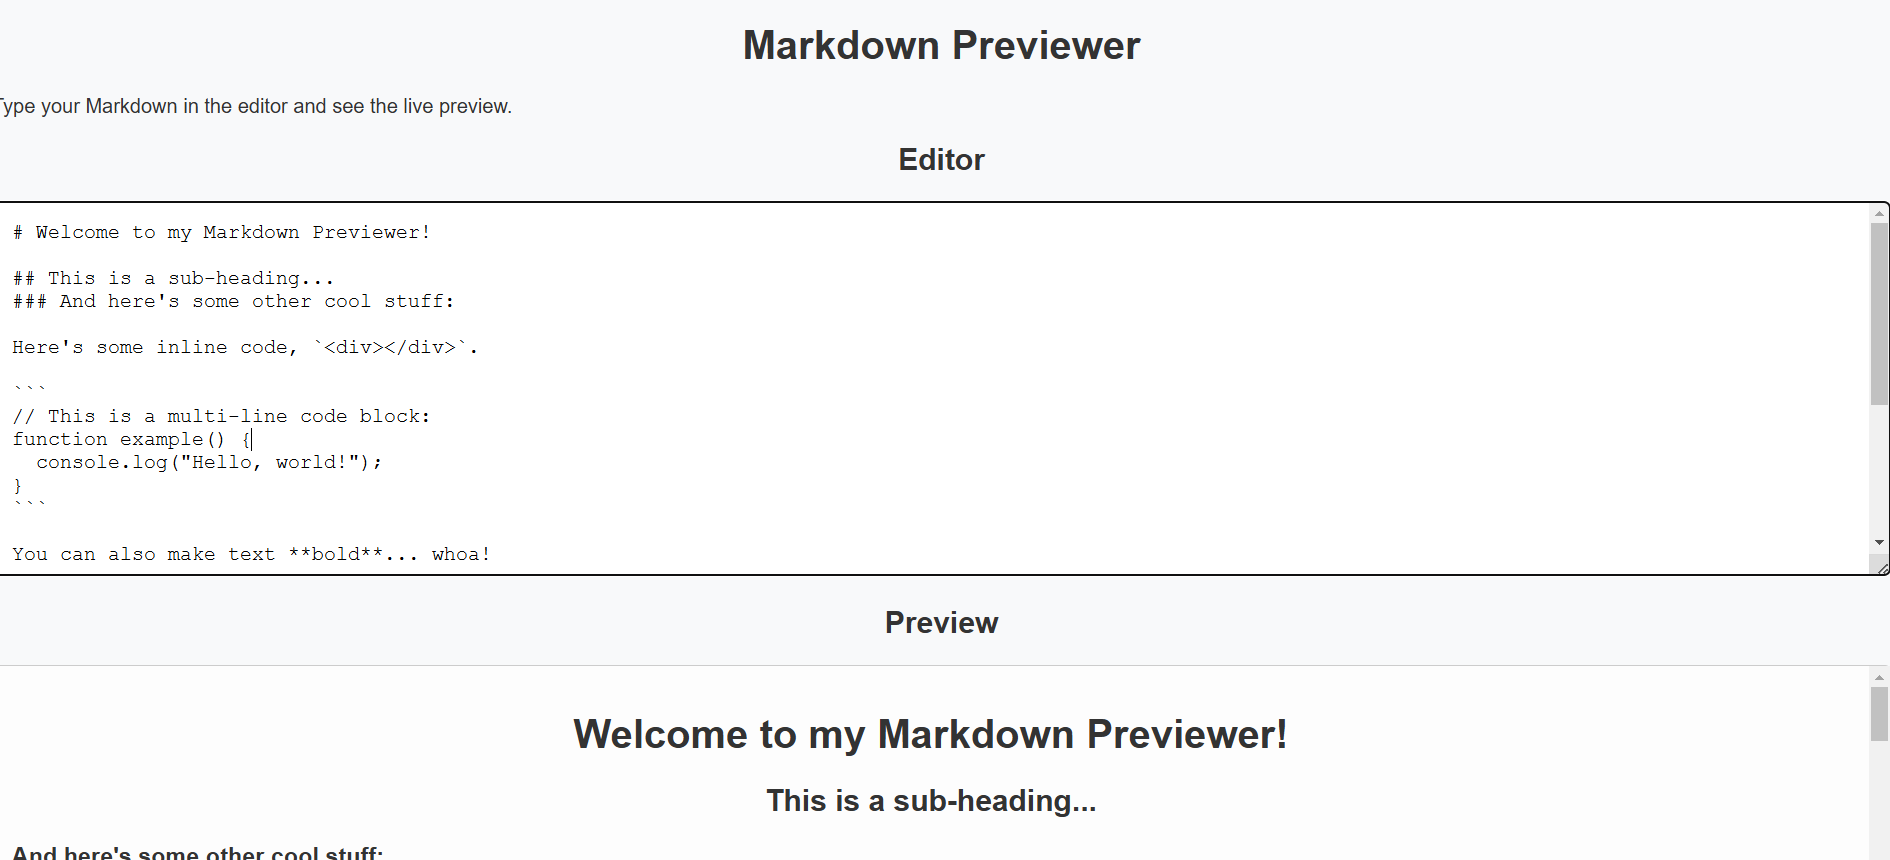 Markdown Previewer
Type your Markdown in the editor and see the live preview.
Editor
# Welcome to my Markdown Previewer!
## This is a sub-heading...
### And here's some other cool stuff:
Here's some inline code, `<div></div>`.
```
// This is a multi-line code block:
function example() {
  console.log("Hello, world!");
}
```
You can also make text **bold**... whoa!
Preview
Welcome to my Markdown Previewer!
This is a sub-heading...
And here's some other cool stuff: